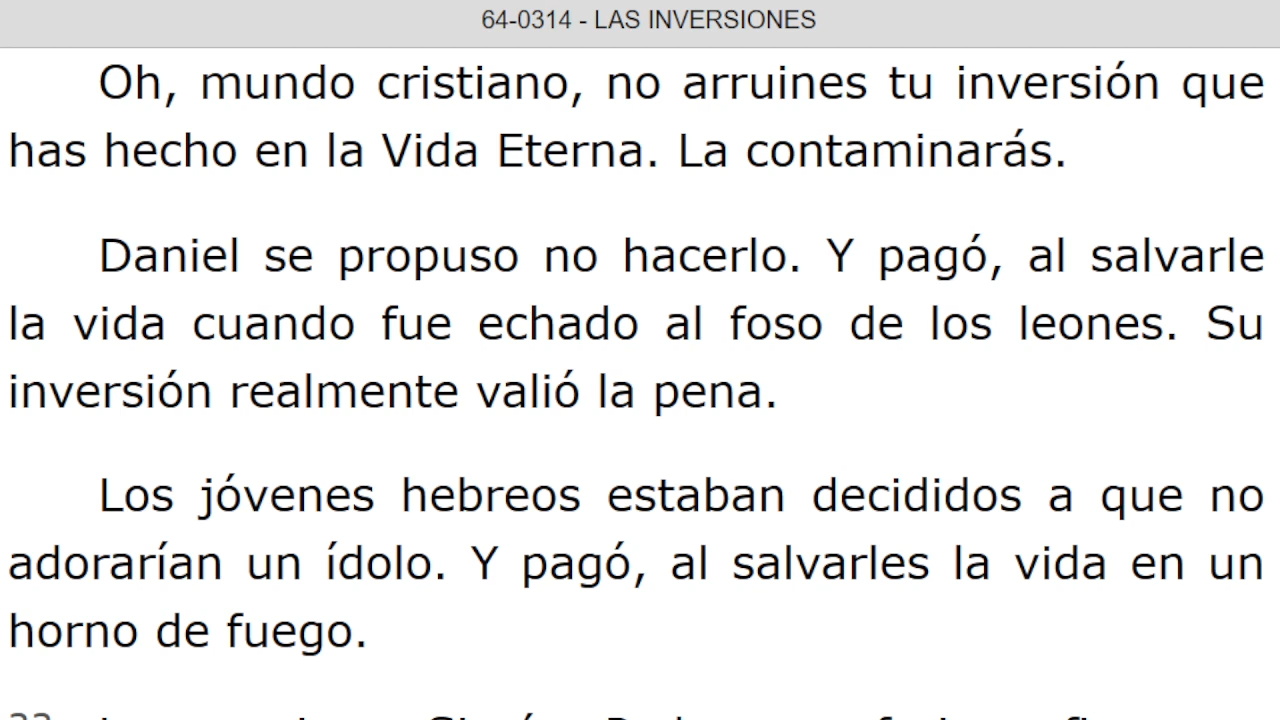 64-0314 - LAS INVERSIONES
Oh, mundo cristiano, no arruines tu inversión que
has hecho en la Vida Eterna. La contaminarás.
Daniel se propuso no hacerlo. Y pagó, al salvarle
la vida cuando fue echado al foso de los leones. Su
inversión realmente valió la pena.
Los jóvenes hebreos estaban decididos a que no
adorarían un ídolo. Y pagó, al salvarles la vida en un
horno de fuego.